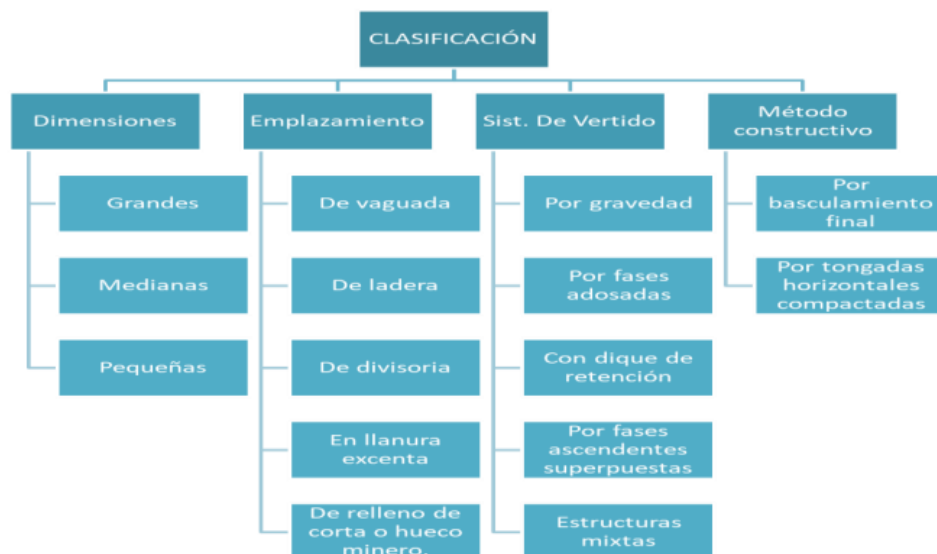 CLASIFICACIÓN
Dimensiones
Grandes
Medianas
Pequeñas
Emplazamiento
De vaguada
De ladera
De divisoria
En llanura
excenta
De relleno de
corta o hueco
minero.
Sist. De Vertido
Por gravedad
Por fases
adosadas
Con dique de
retención
Por fases
ascendentes
superpuestas
Estructuras
mixtas
Método
constructivo
Por
basculamiento
final
Por tongadas
horizontales
compactadas